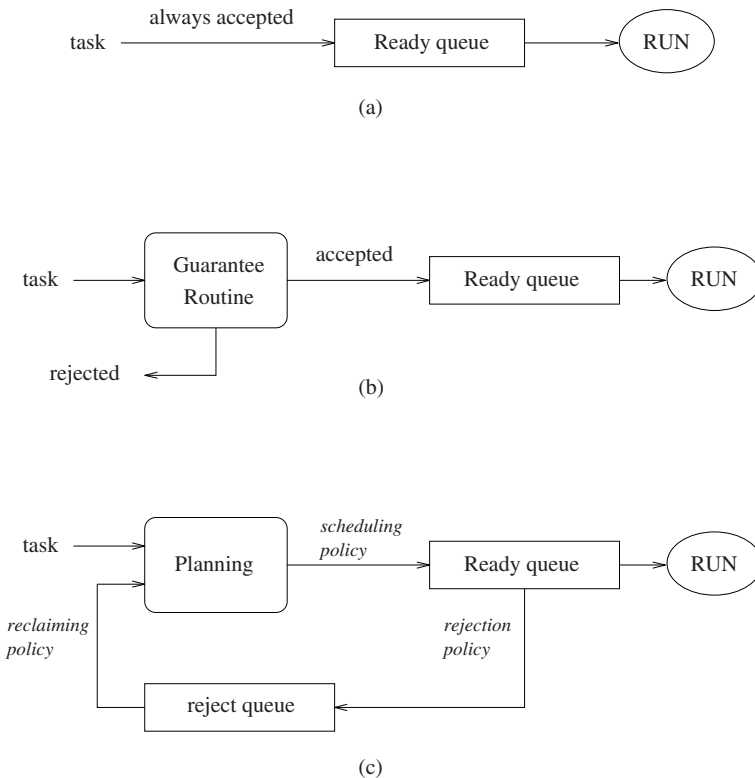 always accepted
task
Ready queue
RUN
(a)
task
Guarantee
Routine
accepted
Ready queue
RUN
rejected
(b)
task
Planning
scheduling
policy
Ready queue
RUN
reclaiming
policy
rejection
policy
reject queue
(c)